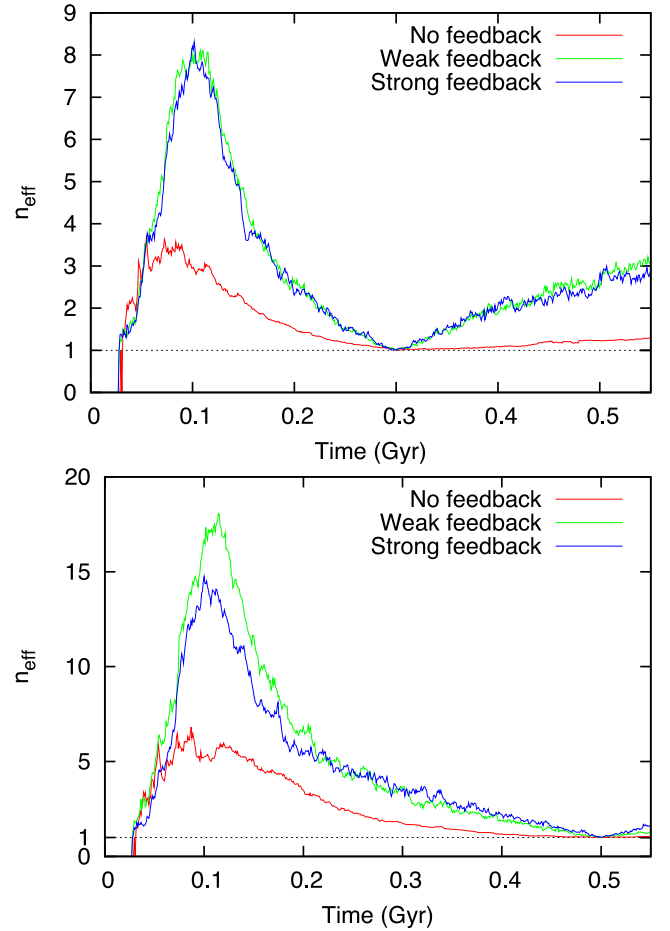 9
8
7
6
5
4
3
2
1
0
n_eff
No feedback
Weak feedback
Strong feedback
0 0.1 0.2 0.3 0.4 0.5
Time (Gyr)
20
15
10
5
1
0
n_eff
No feedback
Weak feedback
Strong feedback
0 0.1 0.2 0.3 0.4 0.5
Time (Gyr)